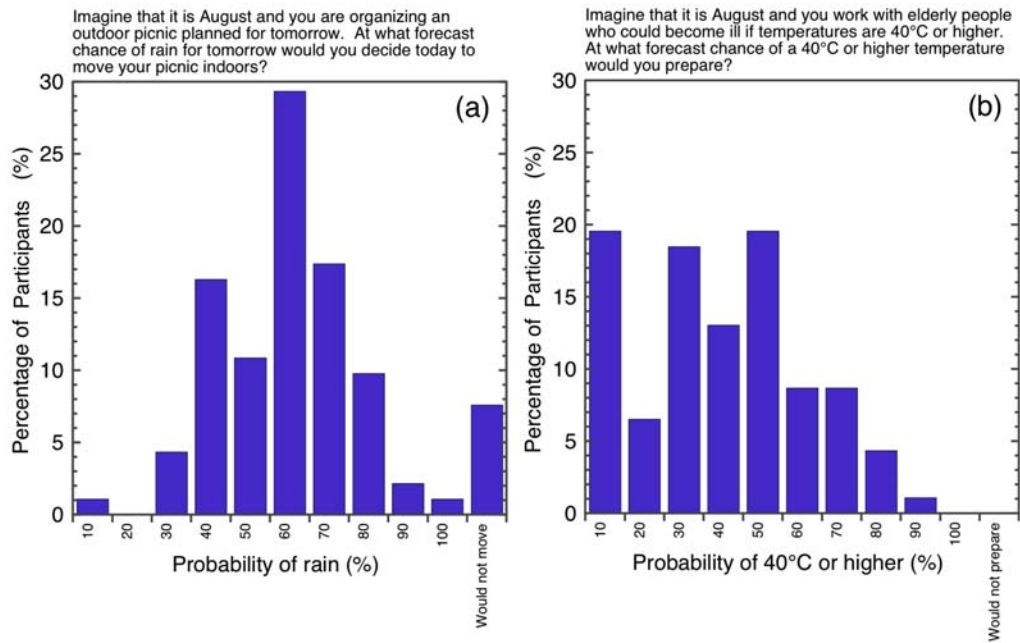 Imagine that it is August and you are organizing an
outdoor picnic planned for tomorrow. At what forecast
chance of rain for tomorrow would you decide today to
move your picnic indoors?
30
25
20
15
10
5
0
Percentage of Participants (%)
(a)
10 20 30 40 50 60 70 80 90 100 Would not move
Probability of rain (%)
Imagine that it is August and you work with elderly people
who could become ill if temperatures are 40°C or higher.
At what forecast chance of a 40°C or higher temperature
would you prepare?
30
25
20
15
10
5
0
Percentage of Participants (%)
(b)
10 20 30 40 50 60 70 80 90 100 Would not prepare
Probability of 40°C or higher (%)